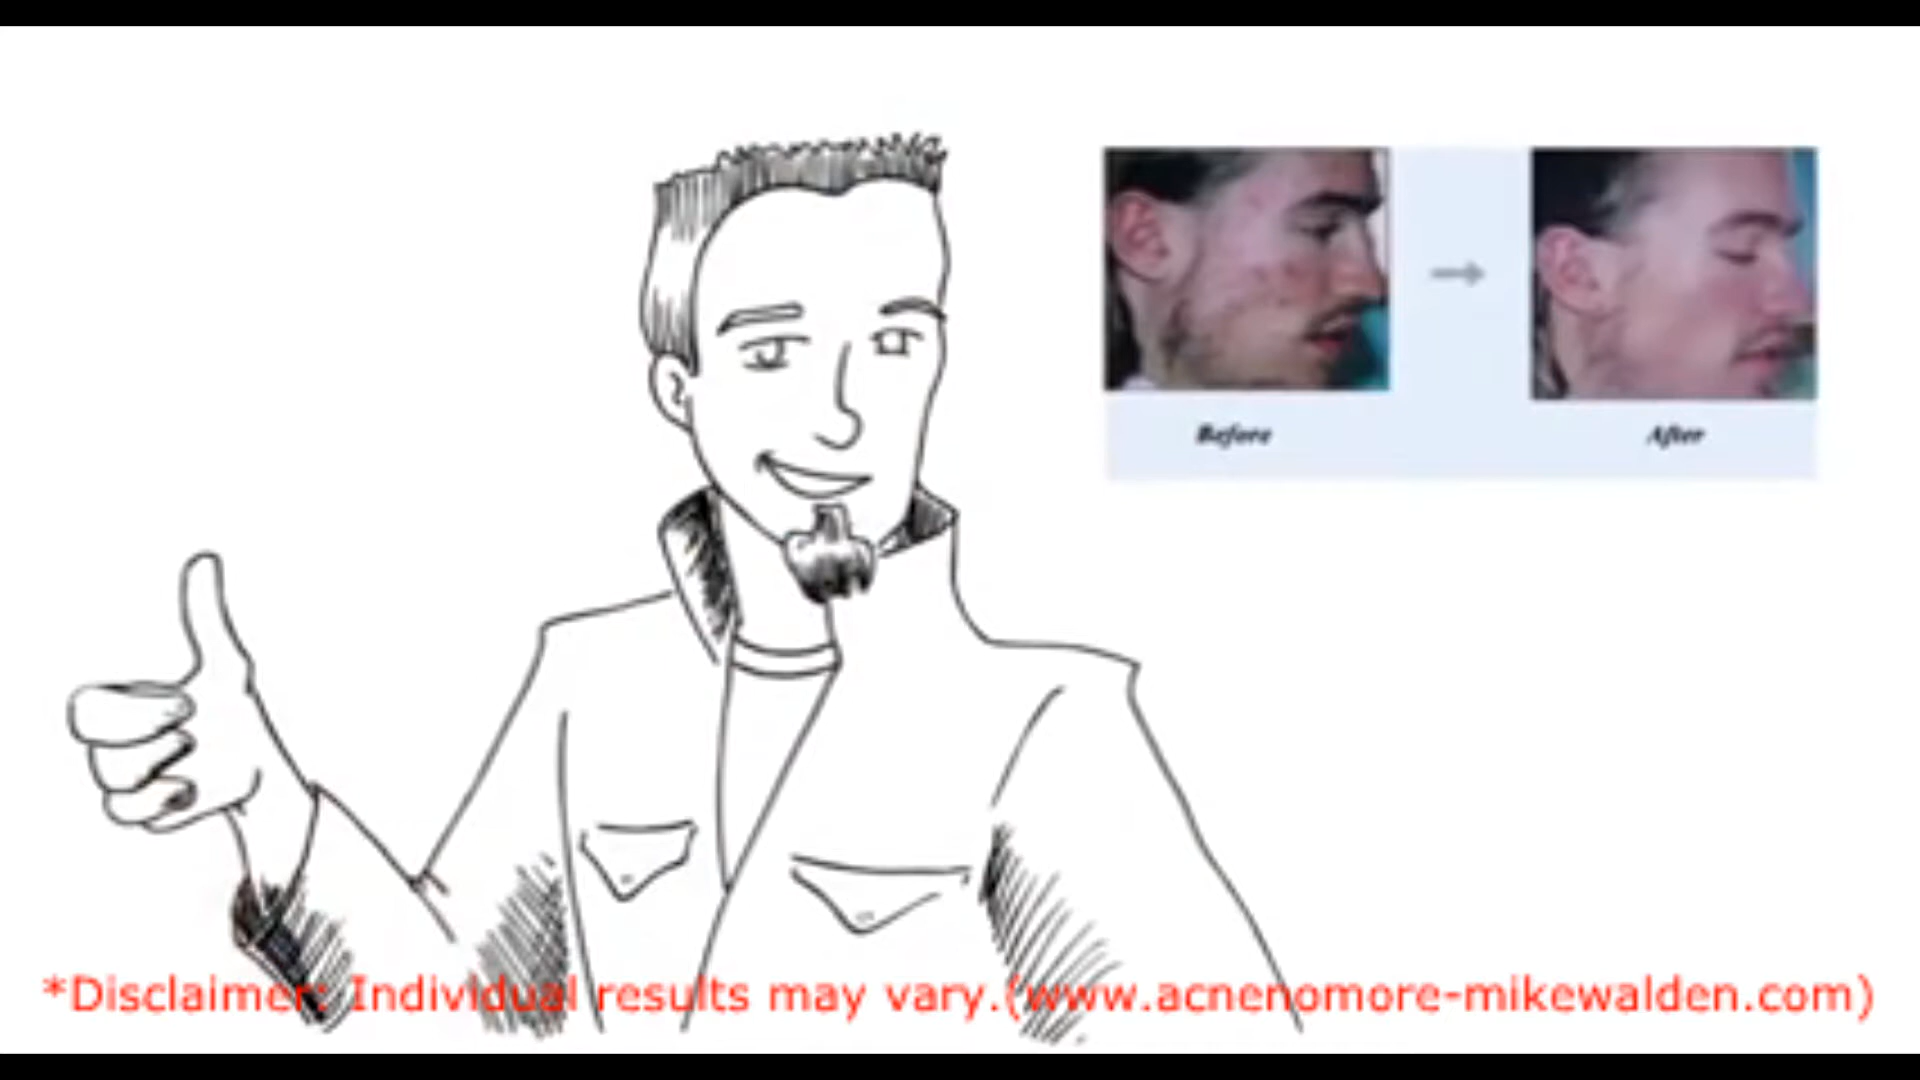 Before
After
*Disclaimer: Individual results may vary.(www.acnenomore-mikewalden.com)